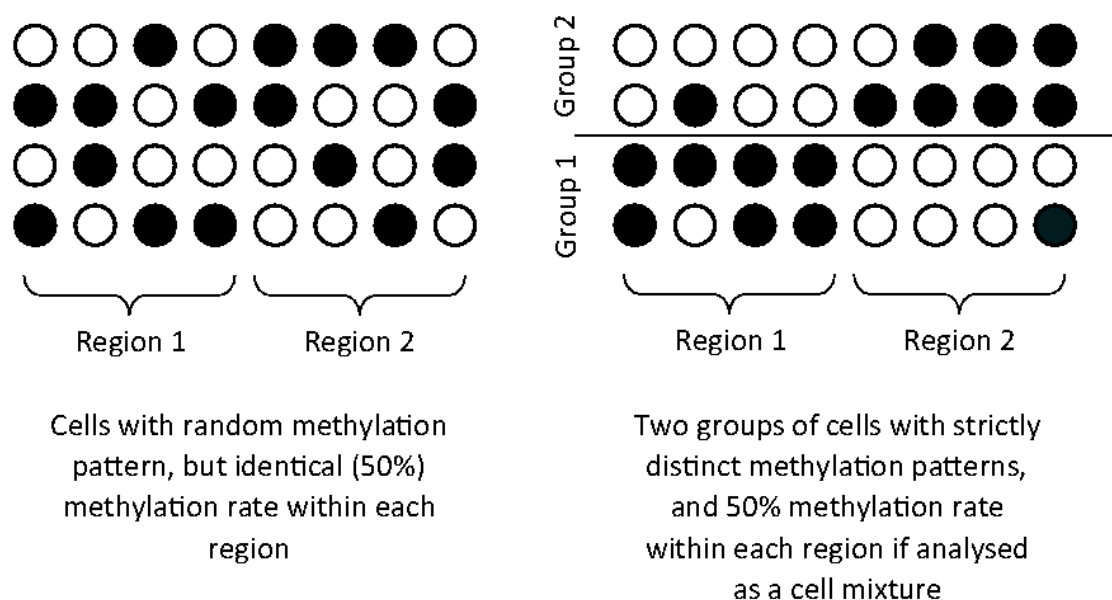 Group 2
Group 1
Region 1
Region 2
Region 1
Region 2
Cells with random methylation
pattern, but identical (50%)
methylation rate within each
region
Two groups of cells with strictly
distinct methylation patterns,
and 50% methylation rate
within each region if analysed
as a cell mixture